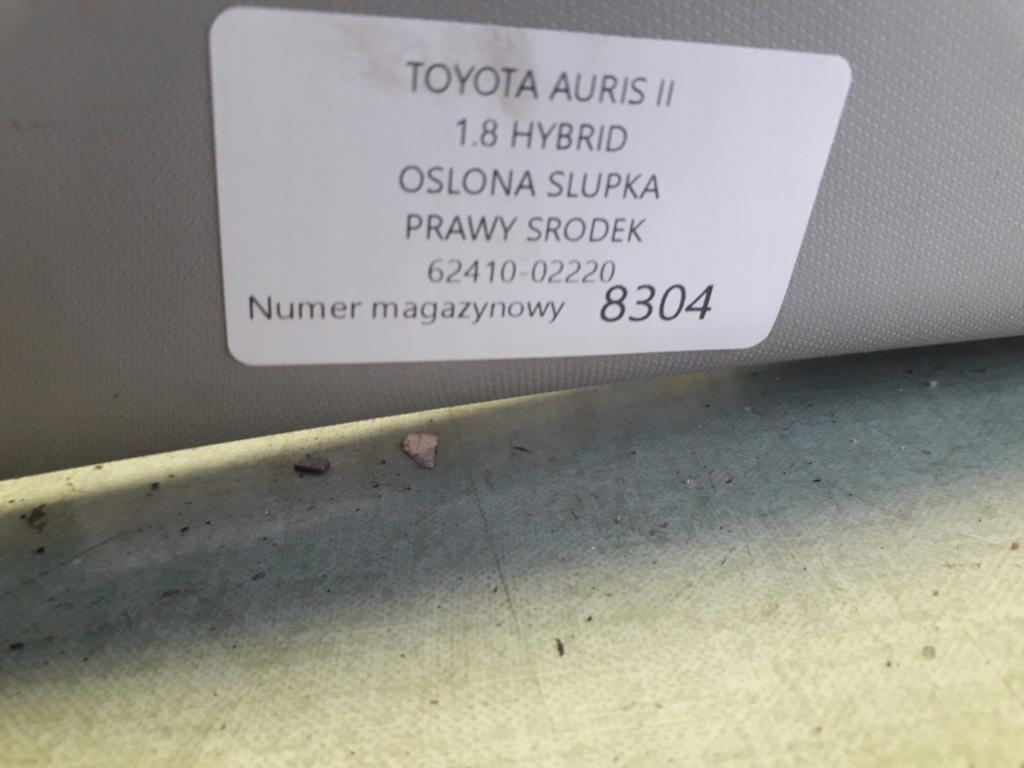 TOYOTA AURIS II
1.8 HYBRID
OSLONA SLUPKA
PRAWY SRODEK
62410-02220
Numer magazynowy 8304